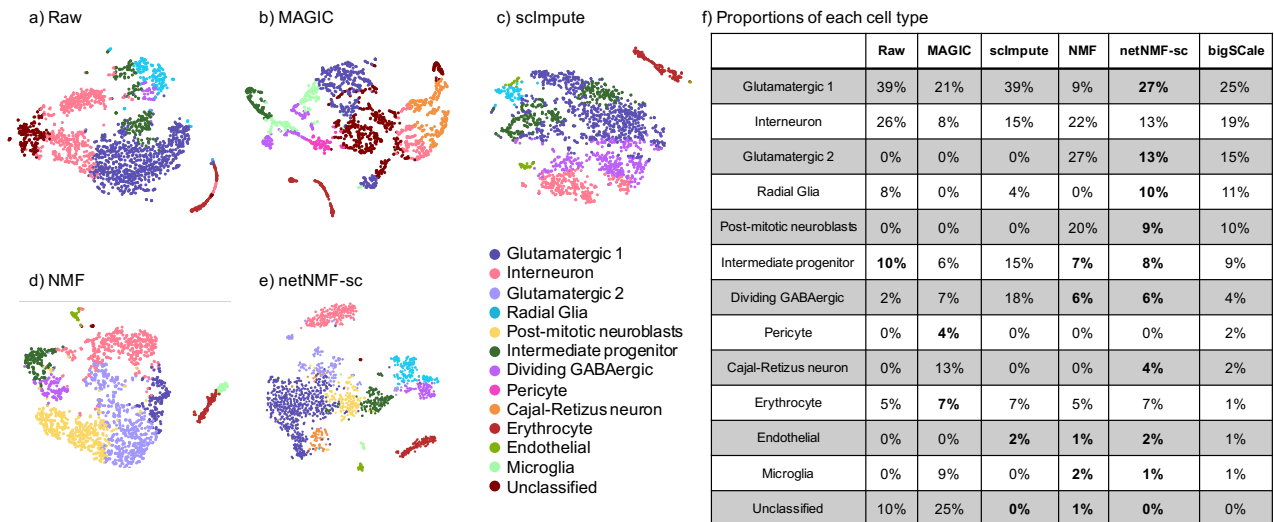 a) Raw
b) MAGIC
c) scImpute
d) NMF
e) netNMF-sc
Glutamatergic 1
Interneuron
Glutamatergic 2
Radial Glia
Post-mitotic neuroblasts
Intermediate progenitor
Dividing GABAergic
Pericyte
Cajal-Retizus neuron
Erythrocyte
Endothelial
Microglia
Unclassified
f) Proportions of each cell type
Raw MAGIC scImpute NMF netNMF-sc bigSCale
Glutamatergic 1 39% 21% 39% 9% 27% 25%
Interneuron 26% 8% 15% 22% 13% 19%
Glutamatergic 2 0% 0% 0% 27% 13% 15%
Radial Glia 8% 0% 4% 0% 10% 11%
Post-mitotic neuroblasts 0% 0% 0% 20% 9% 10%
Intermediate progenitor 10% 6% 15% 7% 8% 9%
Dividing GABAergic 2% 7% 18% 6% 6% 4%
Pericyte 0% 4% 0% 0% 0% 2%
Cajal-Retizus neuron 0% 13% 0% 0% 4% 2%
Erythrocyte 5% 7% 7% 5% 7% 1%
Endothelial 0% 0% 2% 1% 2% 1%
Microglia 0% 9% 0% 2% 1% 1%
Unclassified 10% 25% 0% 1% 0% 0%